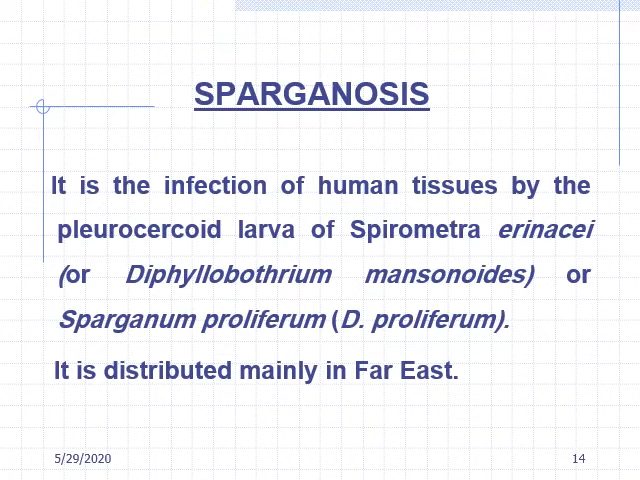 SPARGANOSIS
It is the infection of human tissues by the
pleurocercoid larva of Spirometra erinacei
(or Diphyllobothrium mansonoides) or
Sparganum proliferum (D. proliferum).
It is distributed mainly in Far East.
5/29/2020 14